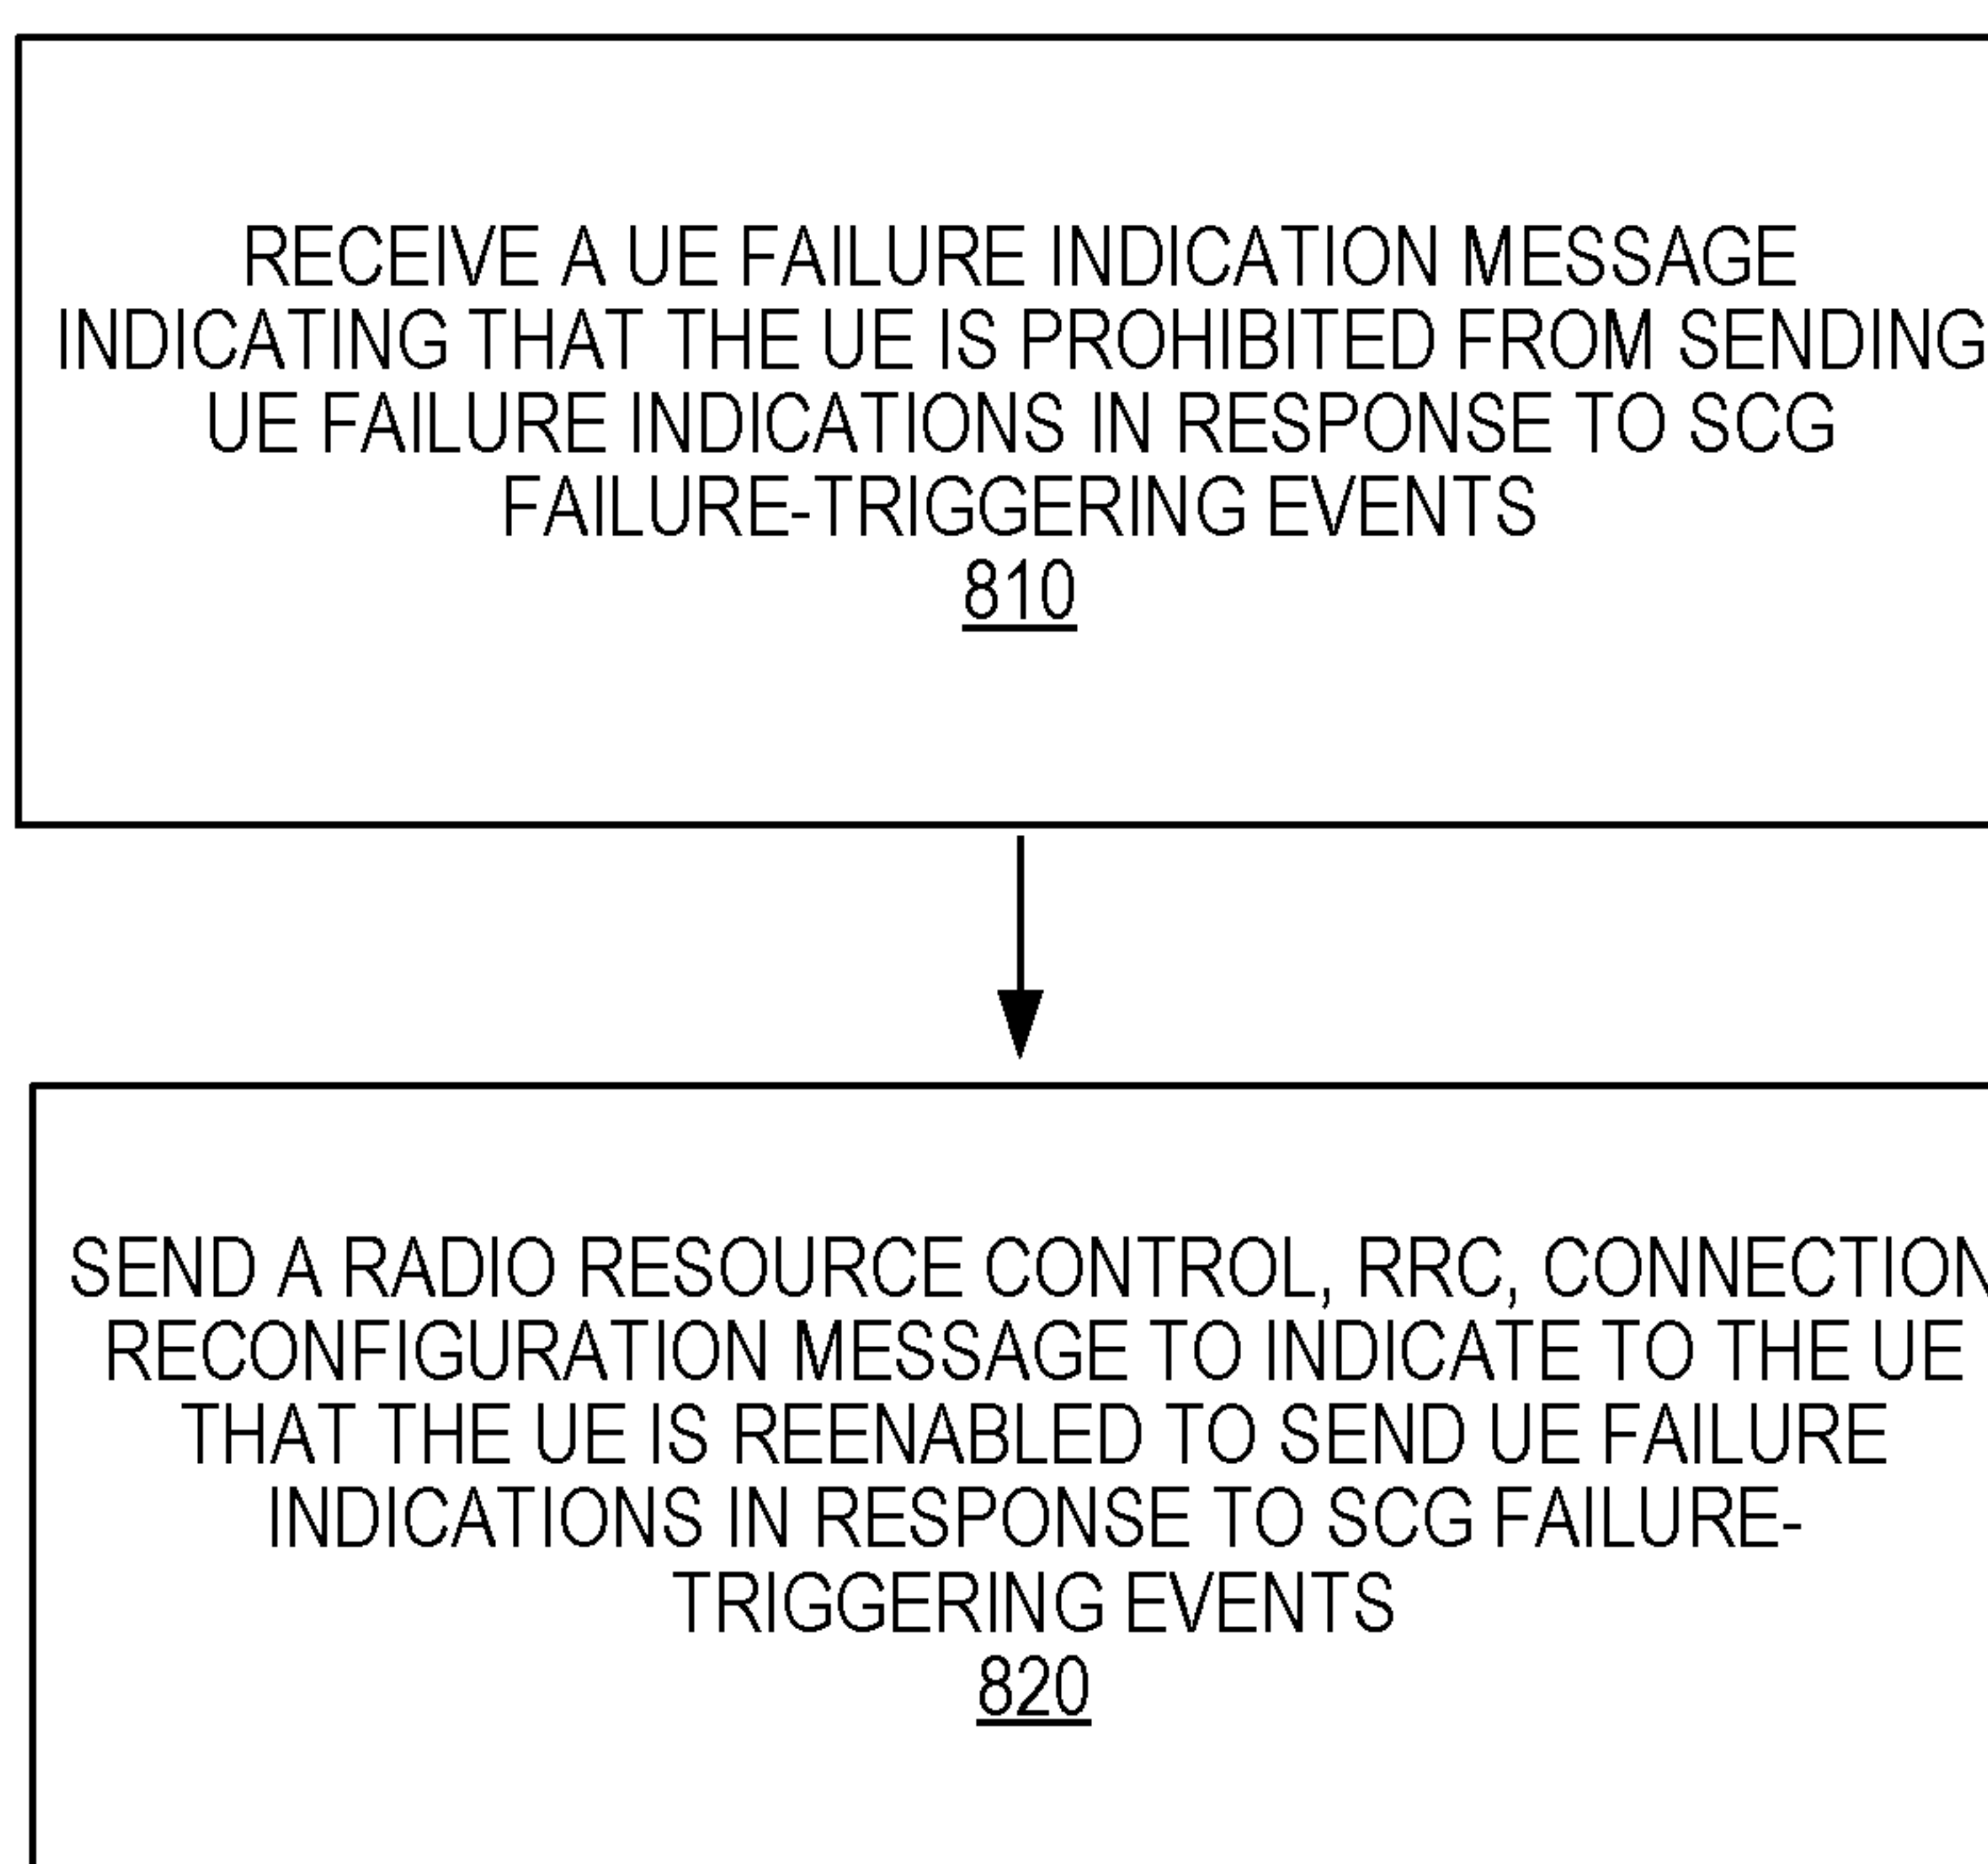 RECEIVE A UE FAILURE INDICATION MESSAGE
INDICATING THAT THE UE IS PROHIBITED FROM SENDING
UE FAILURE INDICATIONS IN RESPONSE TO SCG
FAILURE-TRIGGERING EVENTS
810
SEND A RADIO RESOURCE CONTROL, RRC, CONNECTION
RECONFIGURATION MESSAGE TO INDICATE TO THE UE
THAT THE UE IS REENABLED TO SEND UE FAILURE
INDICATIONS IN RESPONSE TO SCG FAILURE-
TRIGGERING EVENTS
820